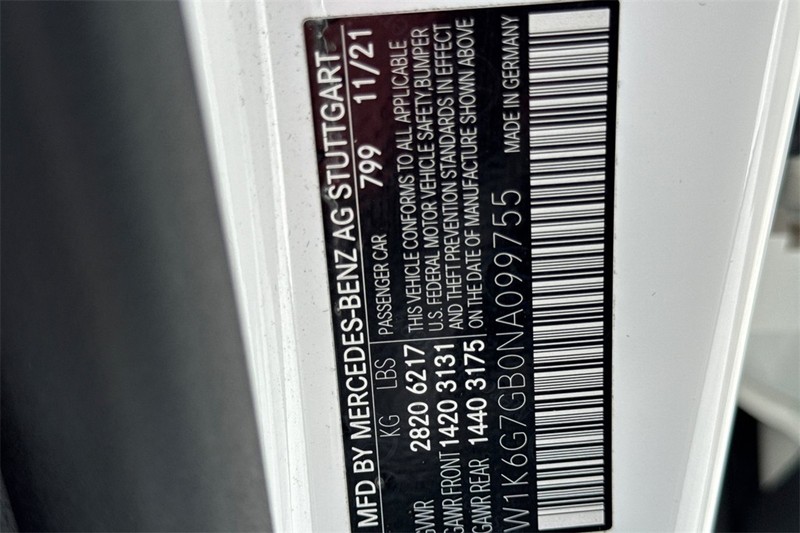 MFD BY MERCEDES-BENZ AG STUTTGART
799 11/21
KG LBS
GVWR 2820 6217
GAWR FRONT 1420 3131
GAWR REAR 1440 3175
PASSENGER CAR
THIS VEHICLE CONFORMS TO ALL APPLICABLE
U.S. FEDERAL MOTOR VEHICLE SAFETY,BUMPER
AND THEFT PREVENTION STANDARDS IN EFFECT
ON THE DATE OF MANUFACTURE SHOWN ABOVE
W1K6G7GB0NA099755 MADE IN GERMANY